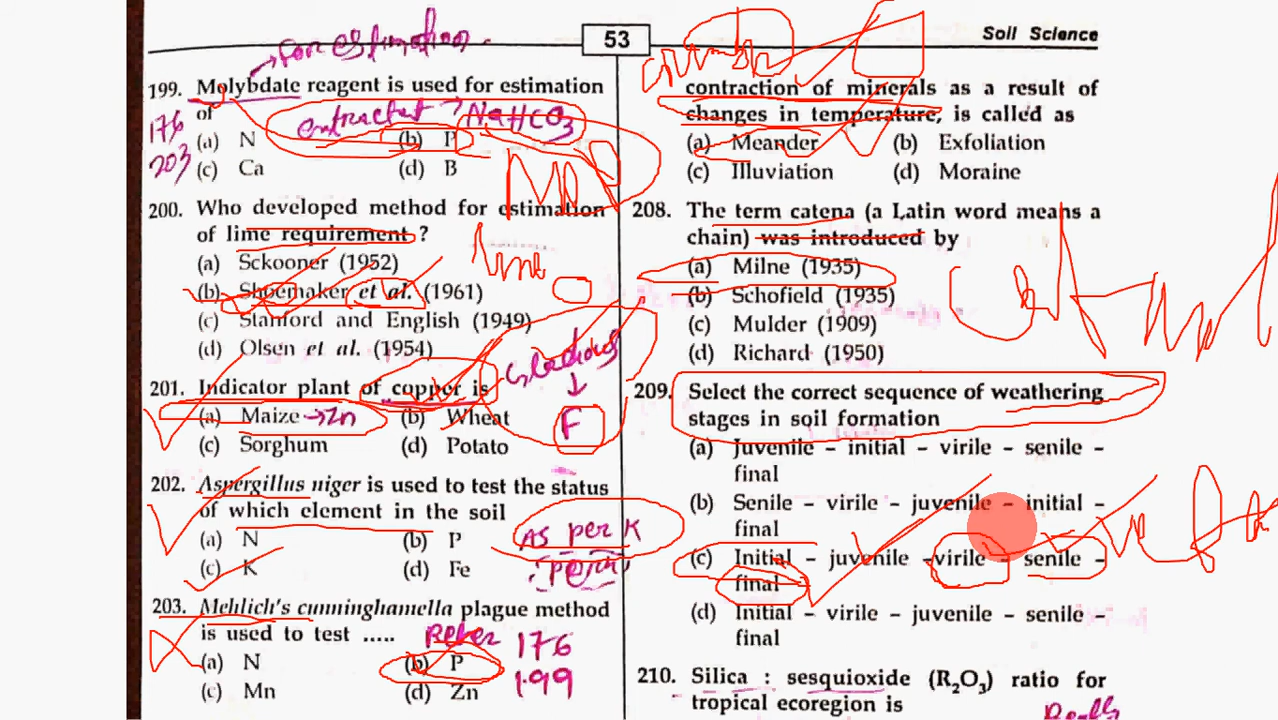 53
Soil Science
→ For estimation.
199. Molybdate reagent is used for estimation
of
extractant → NaHCO3
176
203
(a) N (b) P
(c) Ca (d) B
200. Who developed method for estimation
of lime requirement ?
(a) Sckooner (1952)
(b) Shoemaker et al. (1961)
(c) Stanford and English (1949)
(d) Olsen et al. (1954)
lime
201. Indicator plant of copper is
(a) Maize → Zn (b) Wheat
(c) Sorghum (d) Potato
Gladiolus
↓
F
202. Aspergillus niger is used to test the status
of which element in the soil
(a) N (b) P
(c) K (d) Fe
AS per K
203. Mehlich's cunninghamella plague method
is used to test .....
(a) N (b) P
(c) Mn (d) Zn
Refer 176
199
contraction of minerals as a result of
changes in temperature, is called as
(a) Meander (b) Exfoliation
(c) Illuviation (d) Moraine
208. The term catena (a Latin word means a
chain) was introduced by
(a) Milne (1935)
(b) Schofield (1935)
(c) Mulder (1909)
(d) Richard (1950)
209. Select the correct sequence of weathering
stages in soil formation
(a) Juvenile – initial – virile – senile –
final
(b) Senile – virile – juvenile – initial –
final
(c) Initial – juvenile – virile – senile –
final
(d) Initial – virile – juvenile – senile –
final
210. Silica : sesquioxide (R2O3) ratio for
tropical ecoregion is